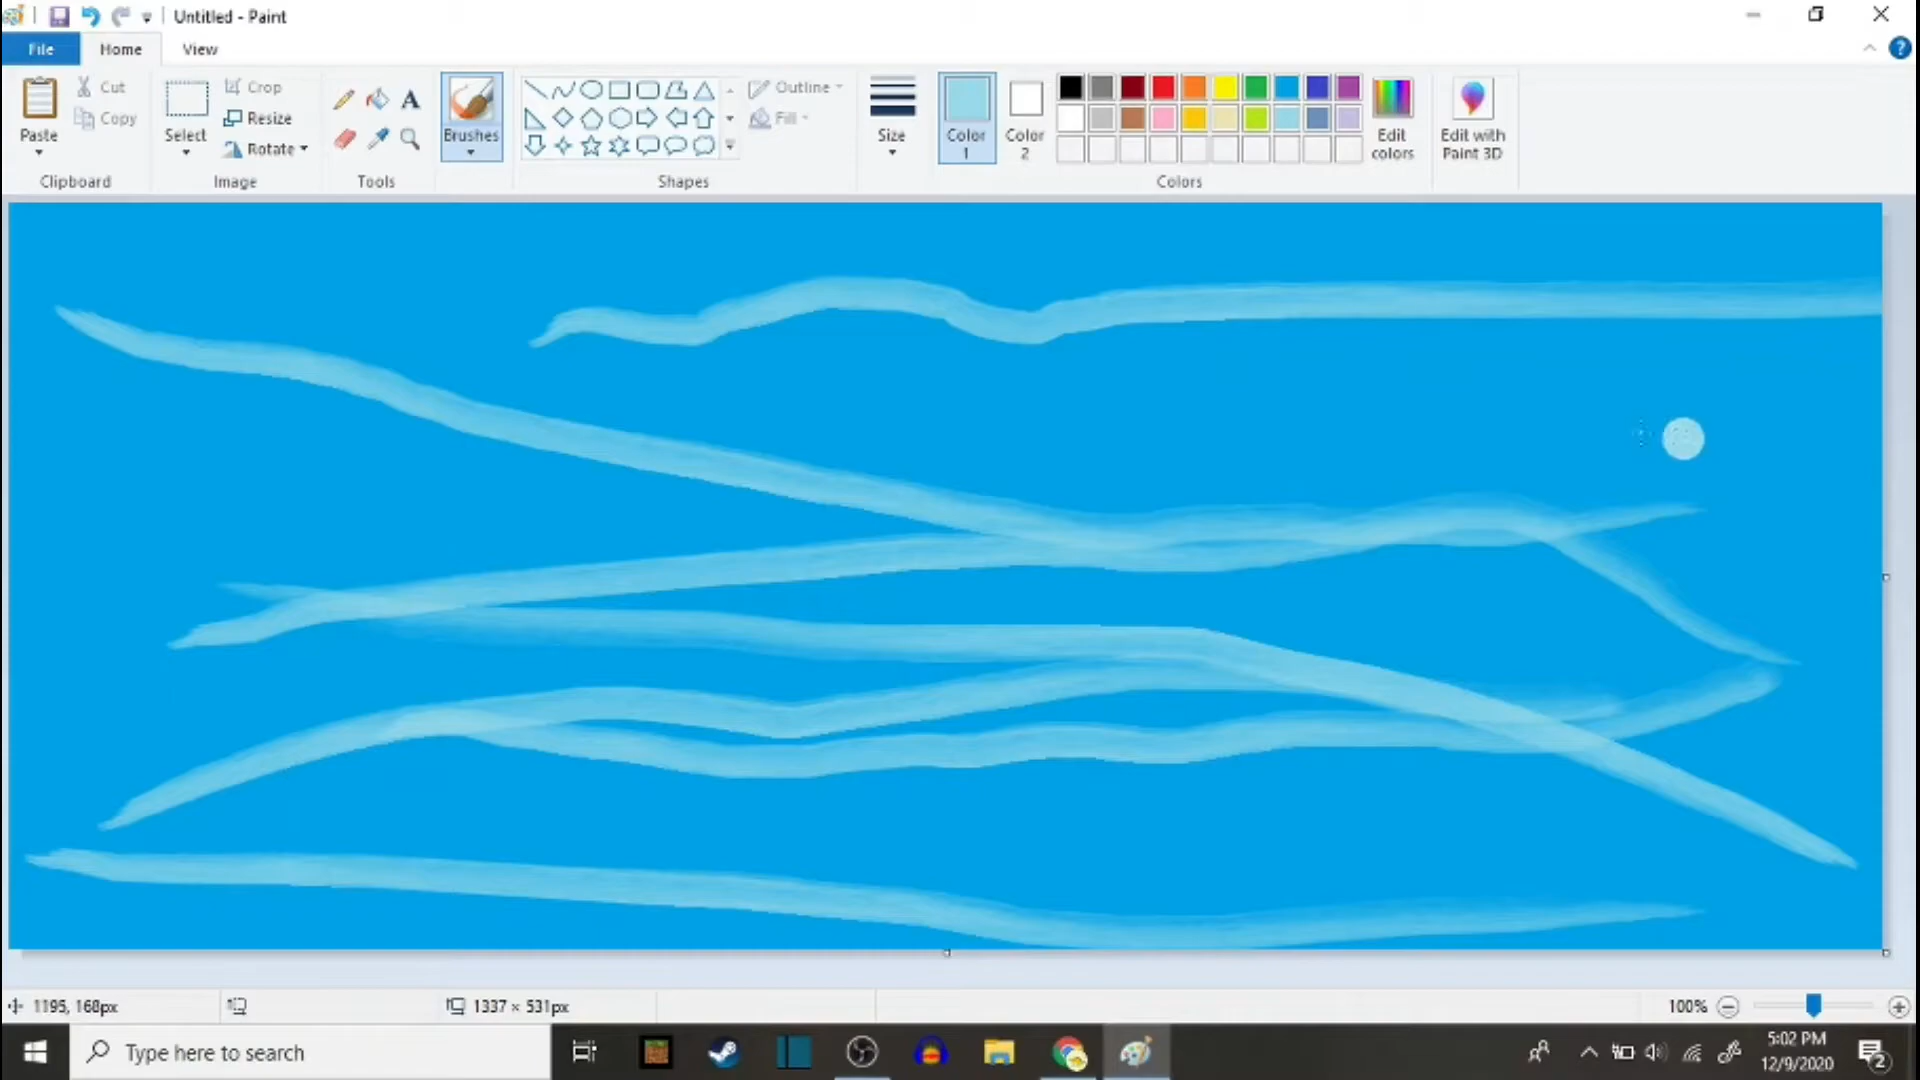 Untitled - Paint
File Home View
Paste
Cut
Copy
Clipboard
Select
Crop
Resize
Rotate
Image
A
Tools
Brushes
Outline
Fill
Shapes
Size
Color 1
Color 2
Edit colors
Colors
Edit with Paint 3D
?
1195, 168px
1337 × 531px
100%
Type here to search
5:02 PM
12/9/2020
2